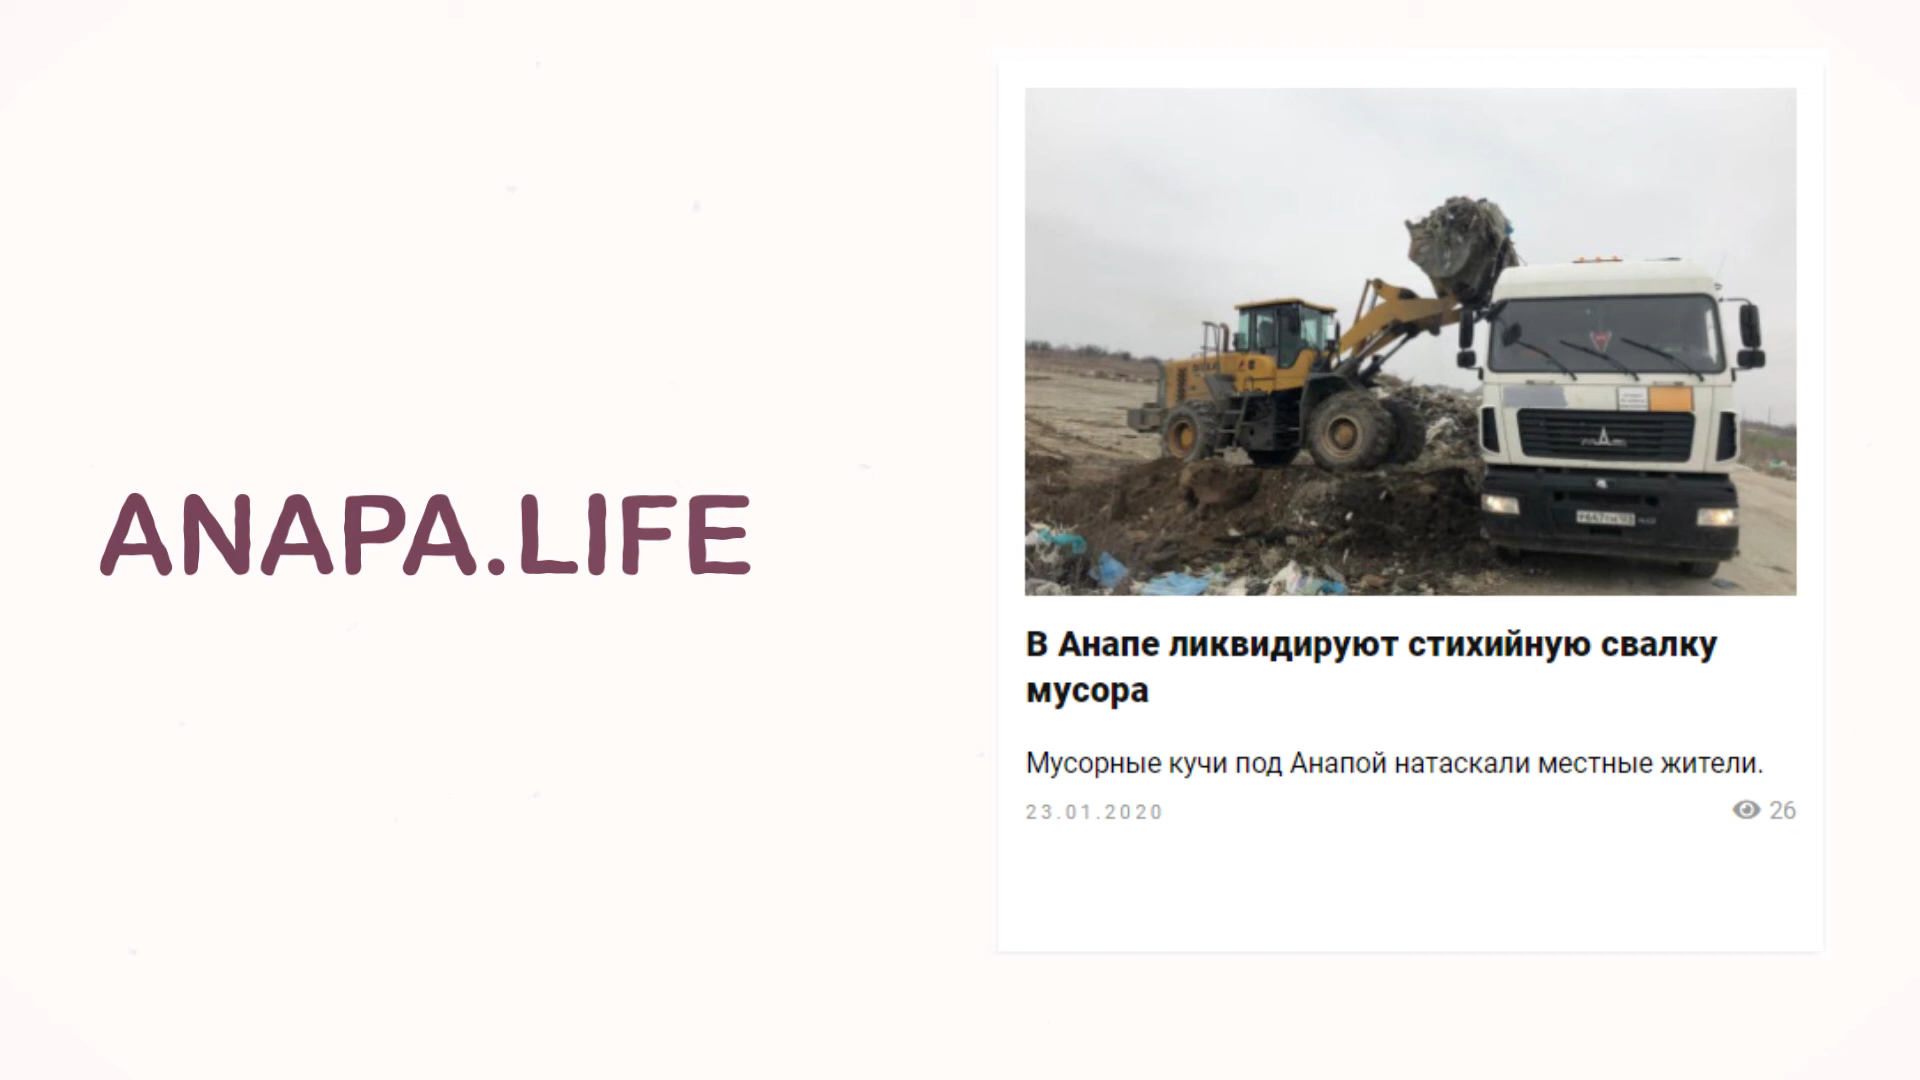 ANAPA.LIFE
В Анапе ликвидируют стихийную свалку
мусора
Мусорные кучи под Анапой натаскали местные жители.
23.01.2020
26